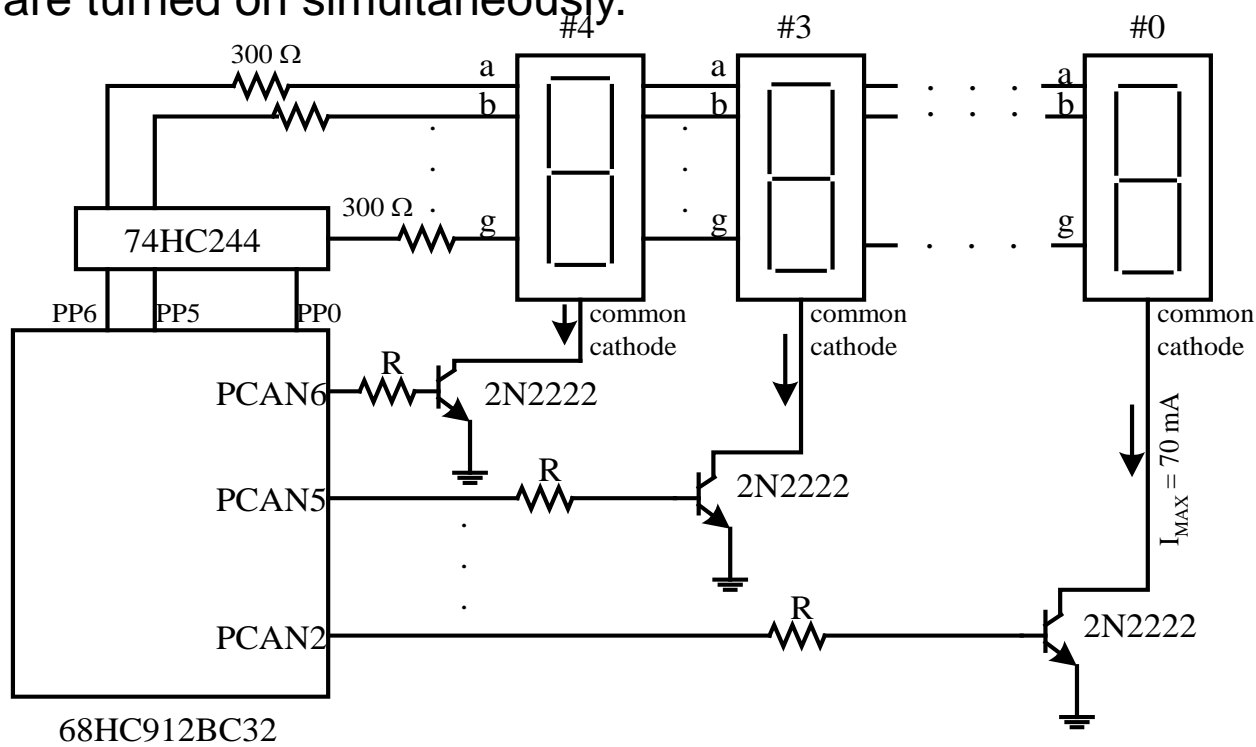 are turned on simultaneously.
#4 #3 #0
300 Ω
a a a
b b b
300 Ω
g g g
74HC244
PP6 PP5 PP0
common common common
cathode cathode cathode
R
PCAN6
2N2222
I_MAX = 70 mA
R
PCAN5
2N2222
R
PCAN2
2N2222
68HC912BC32